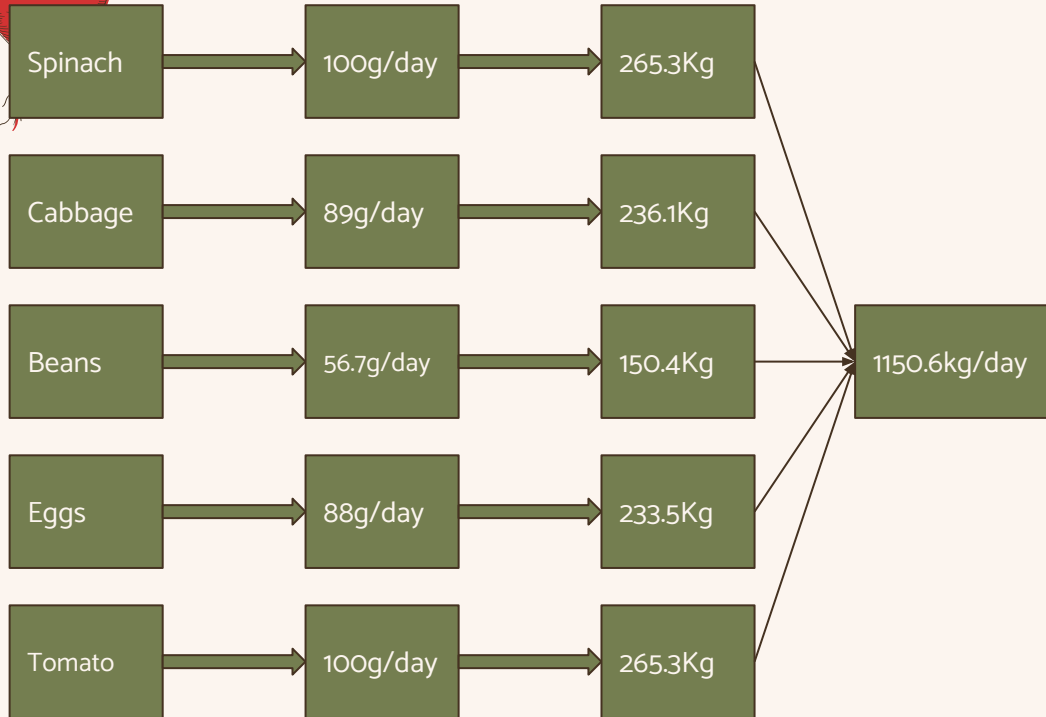 Spinach
100g/day
265.3Kg
Cabbage
89g/day
236.1Kg
Beans
56.7g/day
150.4Kg
1150.6kg/day
Eggs
88g/day
233.5Kg
Tomato
100g/day
265.3Kg